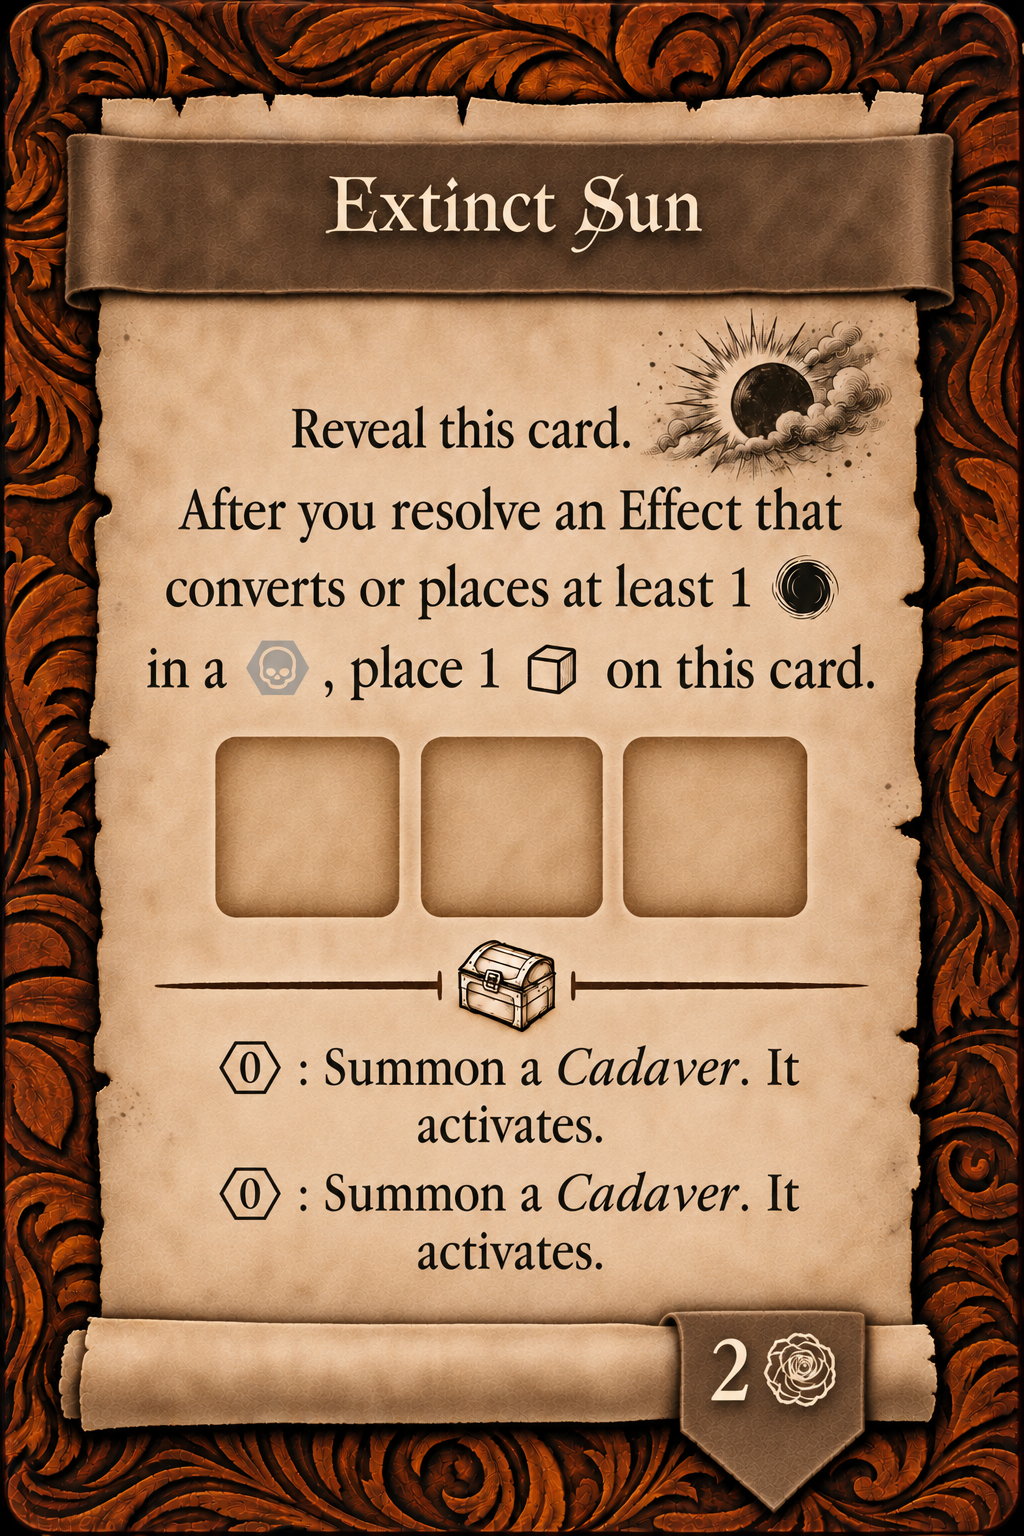 Extinct Sun
Reveal this card.
After you resolve an Effect that
converts or places at least 1
in a , place 1 on this card.
0 : Summon a Cadaver. It
activates.
0 : Summon a Cadaver. It
activates.
2